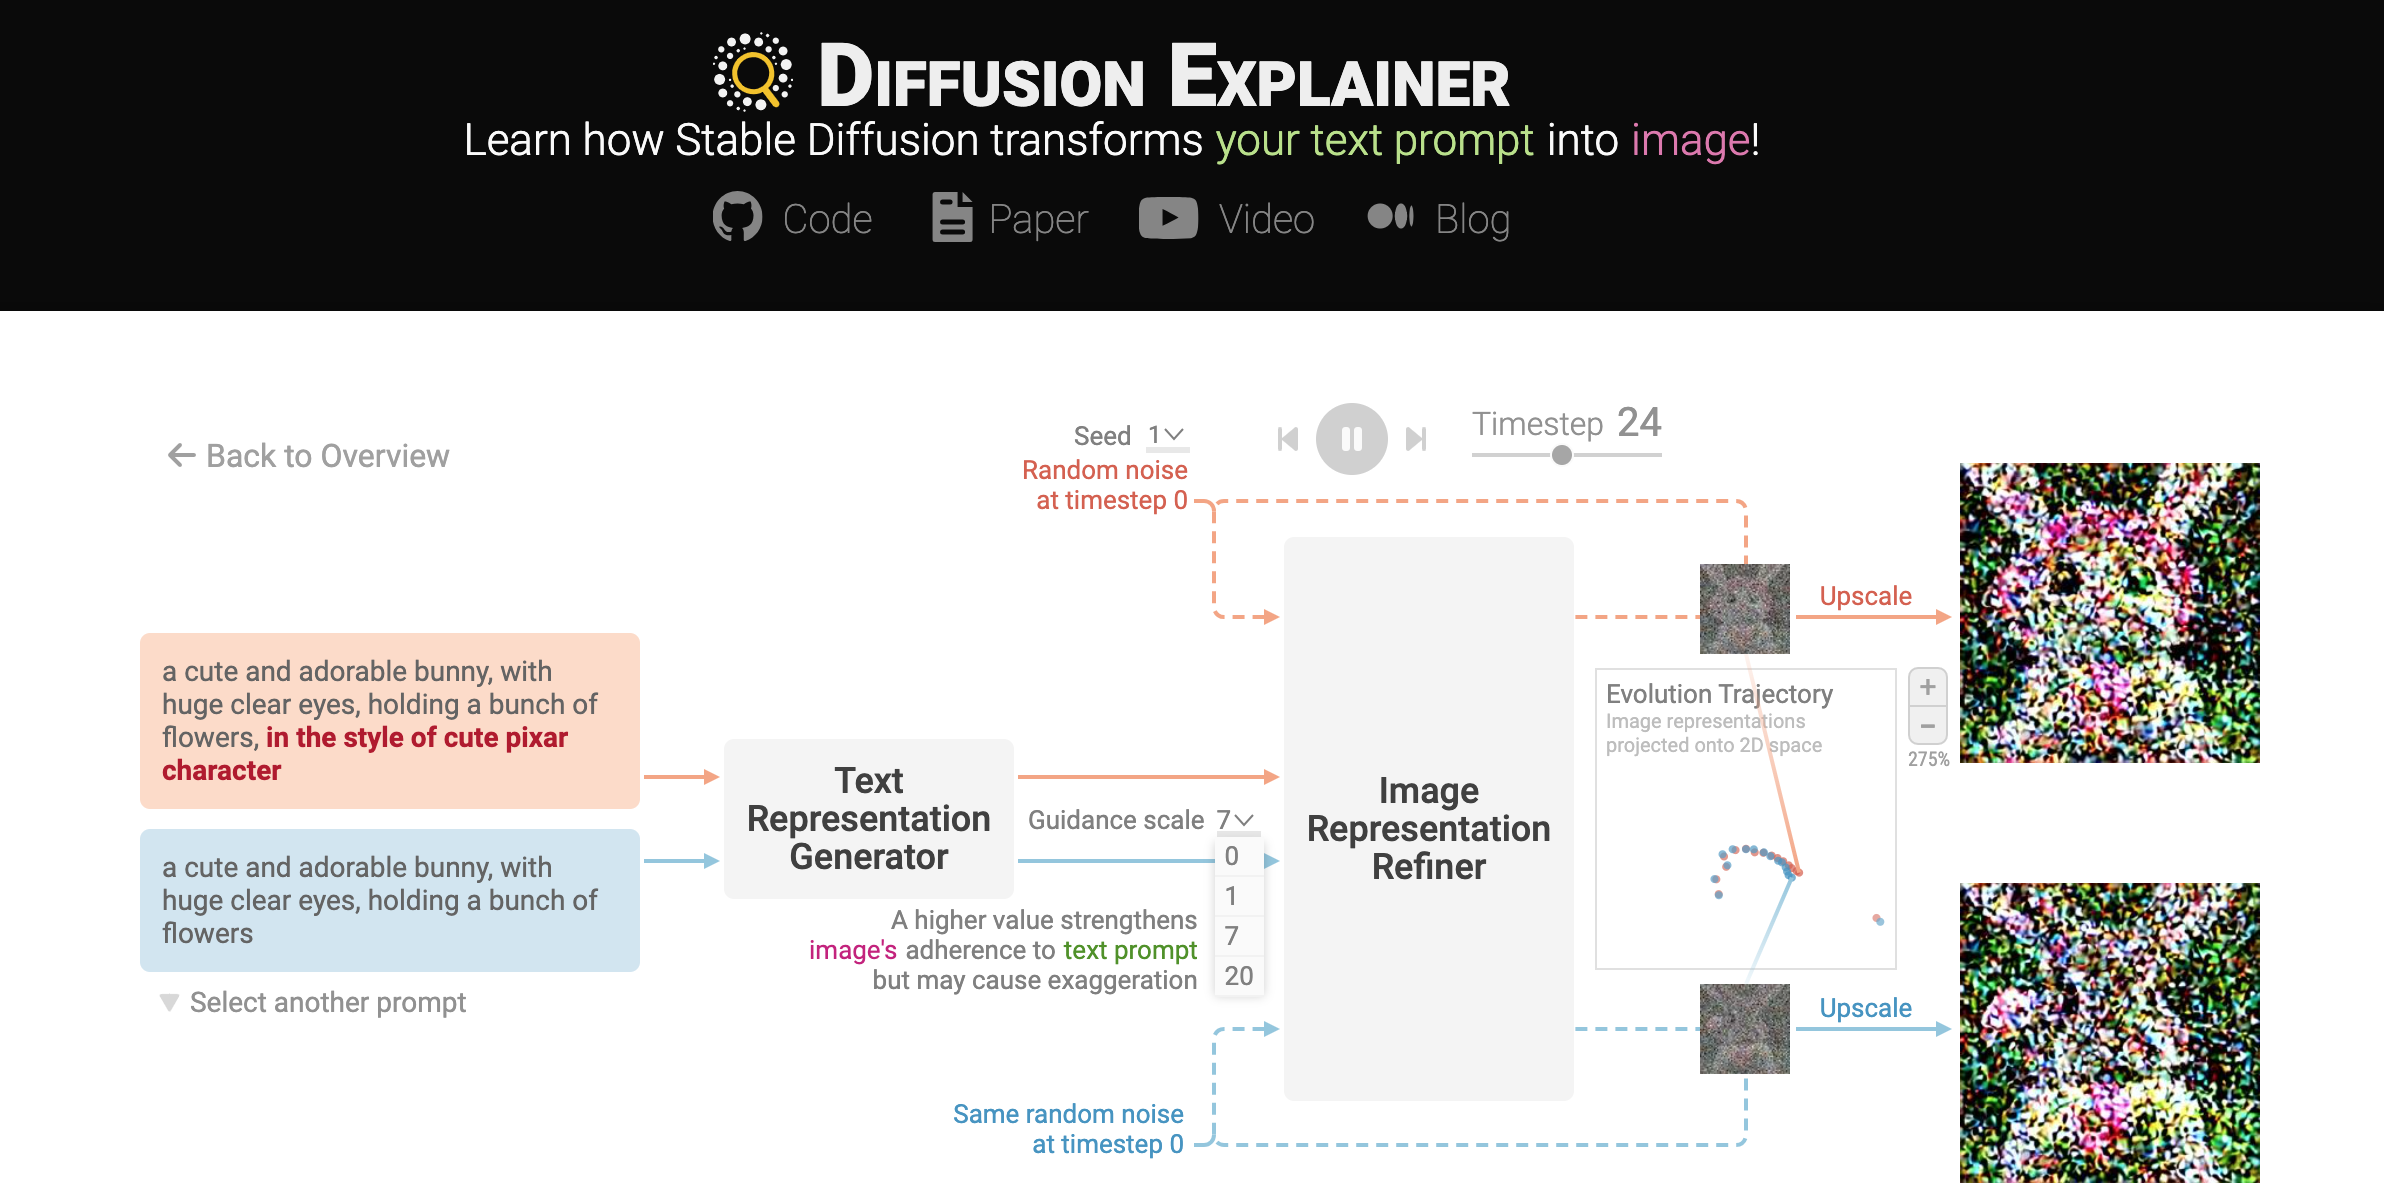 DIFFUSION EXPLAINER
Learn how Stable Diffusion transforms your text prompt into image!
Code Paper Video Blog
Back to Overview
Seed 1
Timestep 24
Random noise
at timestep 0
a cute and adorable bunny, with
huge clear eyes, holding a bunch of
flowers, in the style of cute pixar
character
a cute and adorable bunny, with
huge clear eyes, holding a bunch of
flowers
Select another prompt
Text
Representation
Generator
Guidance scale 7
0
1
7
20
A higher value strengthens
image's adherence to text prompt
but may cause exaggeration
Same random noise
at timestep 0
Image
Representation
Refiner
Upscale
Evolution Trajectory
Image representations
projected onto 2D space
+
−
275%
Upscale